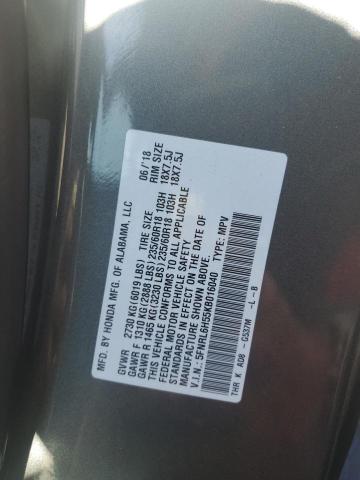 MFD. BY HONDA MFG. OF ALABAMA, LLC 06/'18
GVWR 2730 KG(6019 LBS) TIRE SIZE RIM SIZE
GAWR F 1310 KG(2888 LBS) 235/60R18 103H 18X7.5J
GAWR R 1465 KG(3230 LBS) 235/60R18 103H 18X7.5J
THIS VEHICLE CONFORMS TO ALL APPLICABLE
FEDERAL MOTOR VEHICLE SAFETY
STANDARDS IN EFFECT ON THE DATE OF
MANUFACTURE SHOWN ABOVE.
V.I.N.: 5FNRL6H55KB016040 TYPE: MPV
THR K AD8 - G537M -L -B